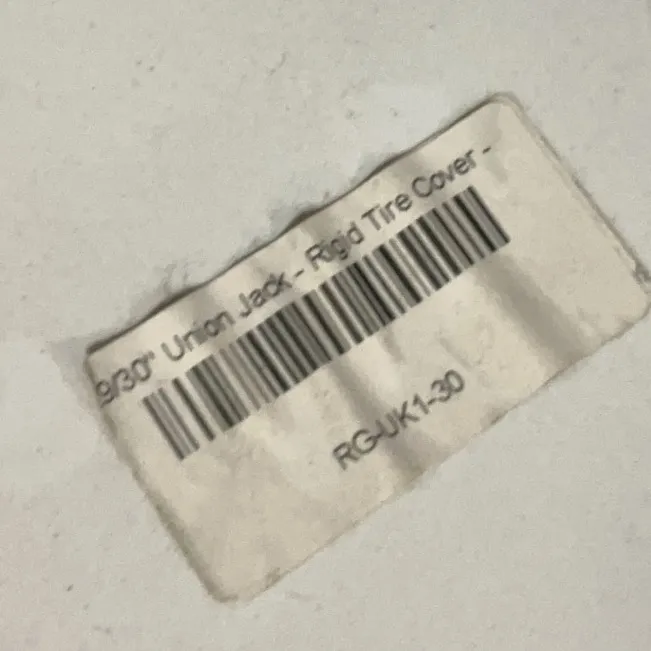 9/30" Union Jack - Rigid Tire Cover -
RG-UK1-30